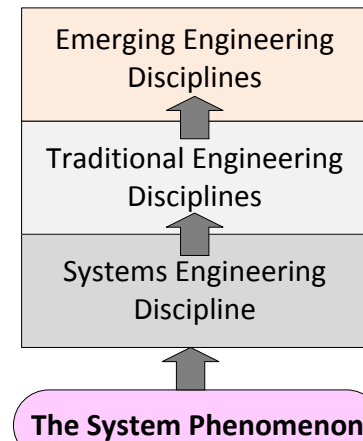 Emerging Engineering
Disciplines
Traditional Engineering
Disciplines
Systems Engineering
Discipline
The System Phenomenon